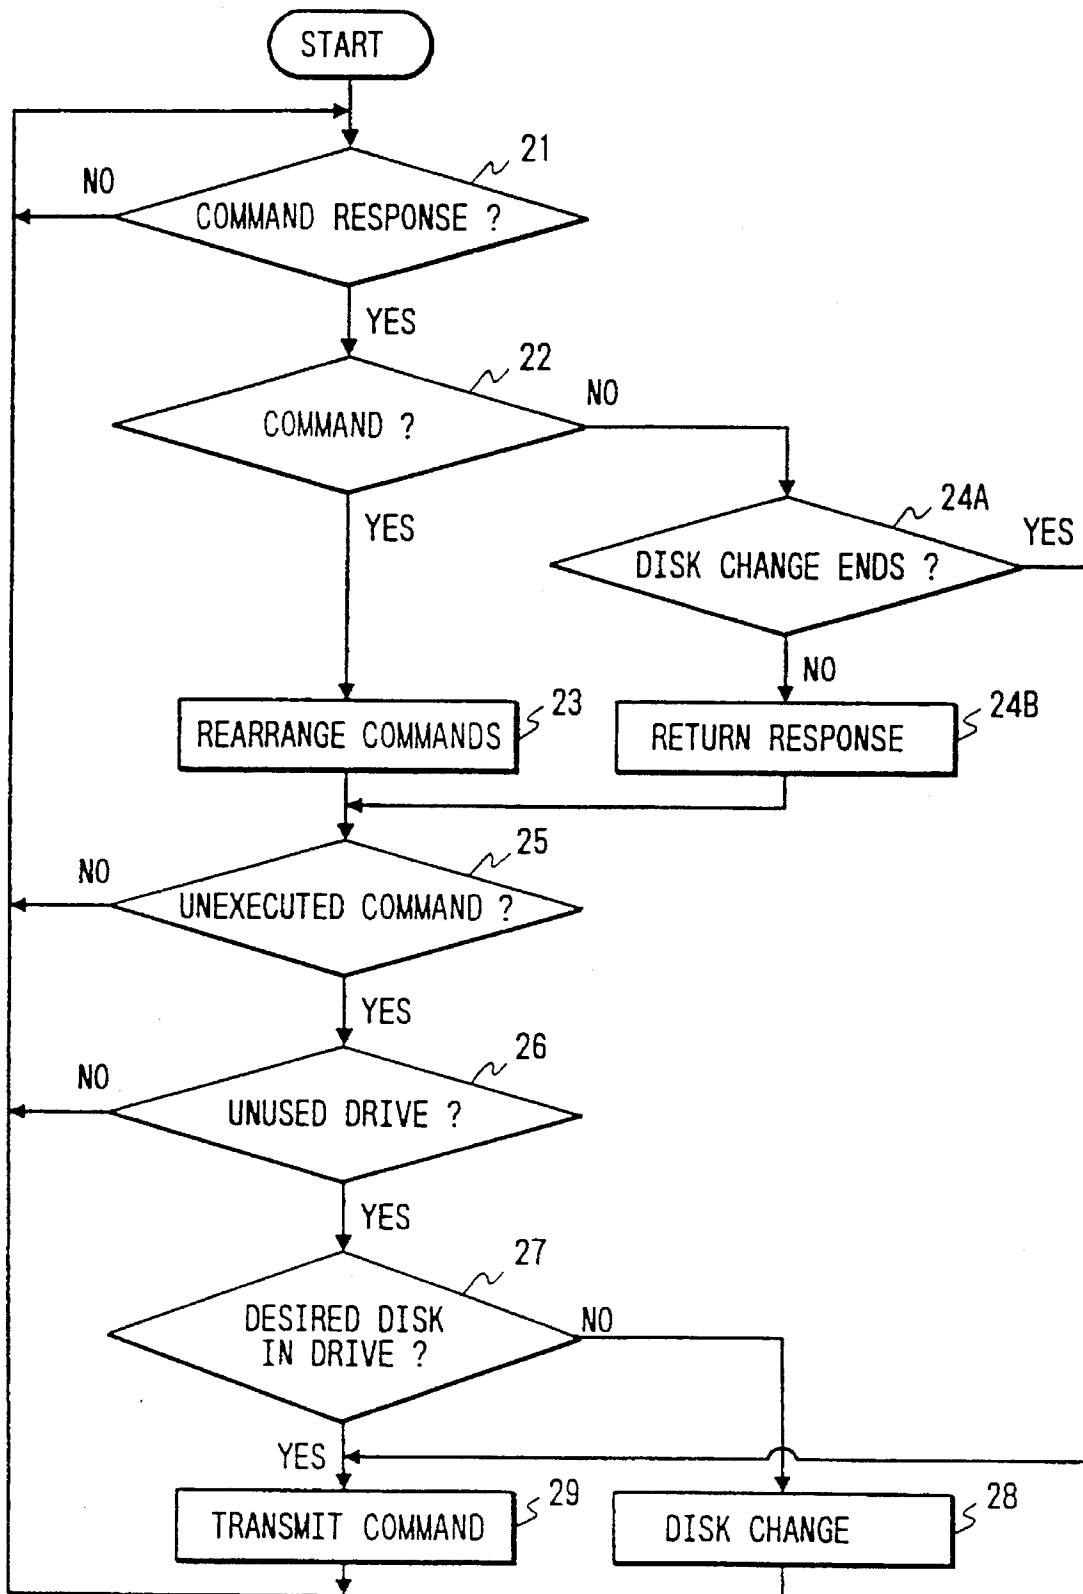 START
21
NO
COMMAND RESPONSE ?
YES
22
NO
COMMAND ?
YES
24A
YES
DISK CHANGE ENDS ?
NO
23
REARRANGE COMMANDS
24B
RETURN RESPONSE
25
NO
UNEXECUTED COMMAND ?
YES
26
NO
UNUSED DRIVE ?
YES
27
NO
DESIRED DISK
IN DRIVE ?
YES
29
TRANSMIT COMMAND
28
DISK CHANGE